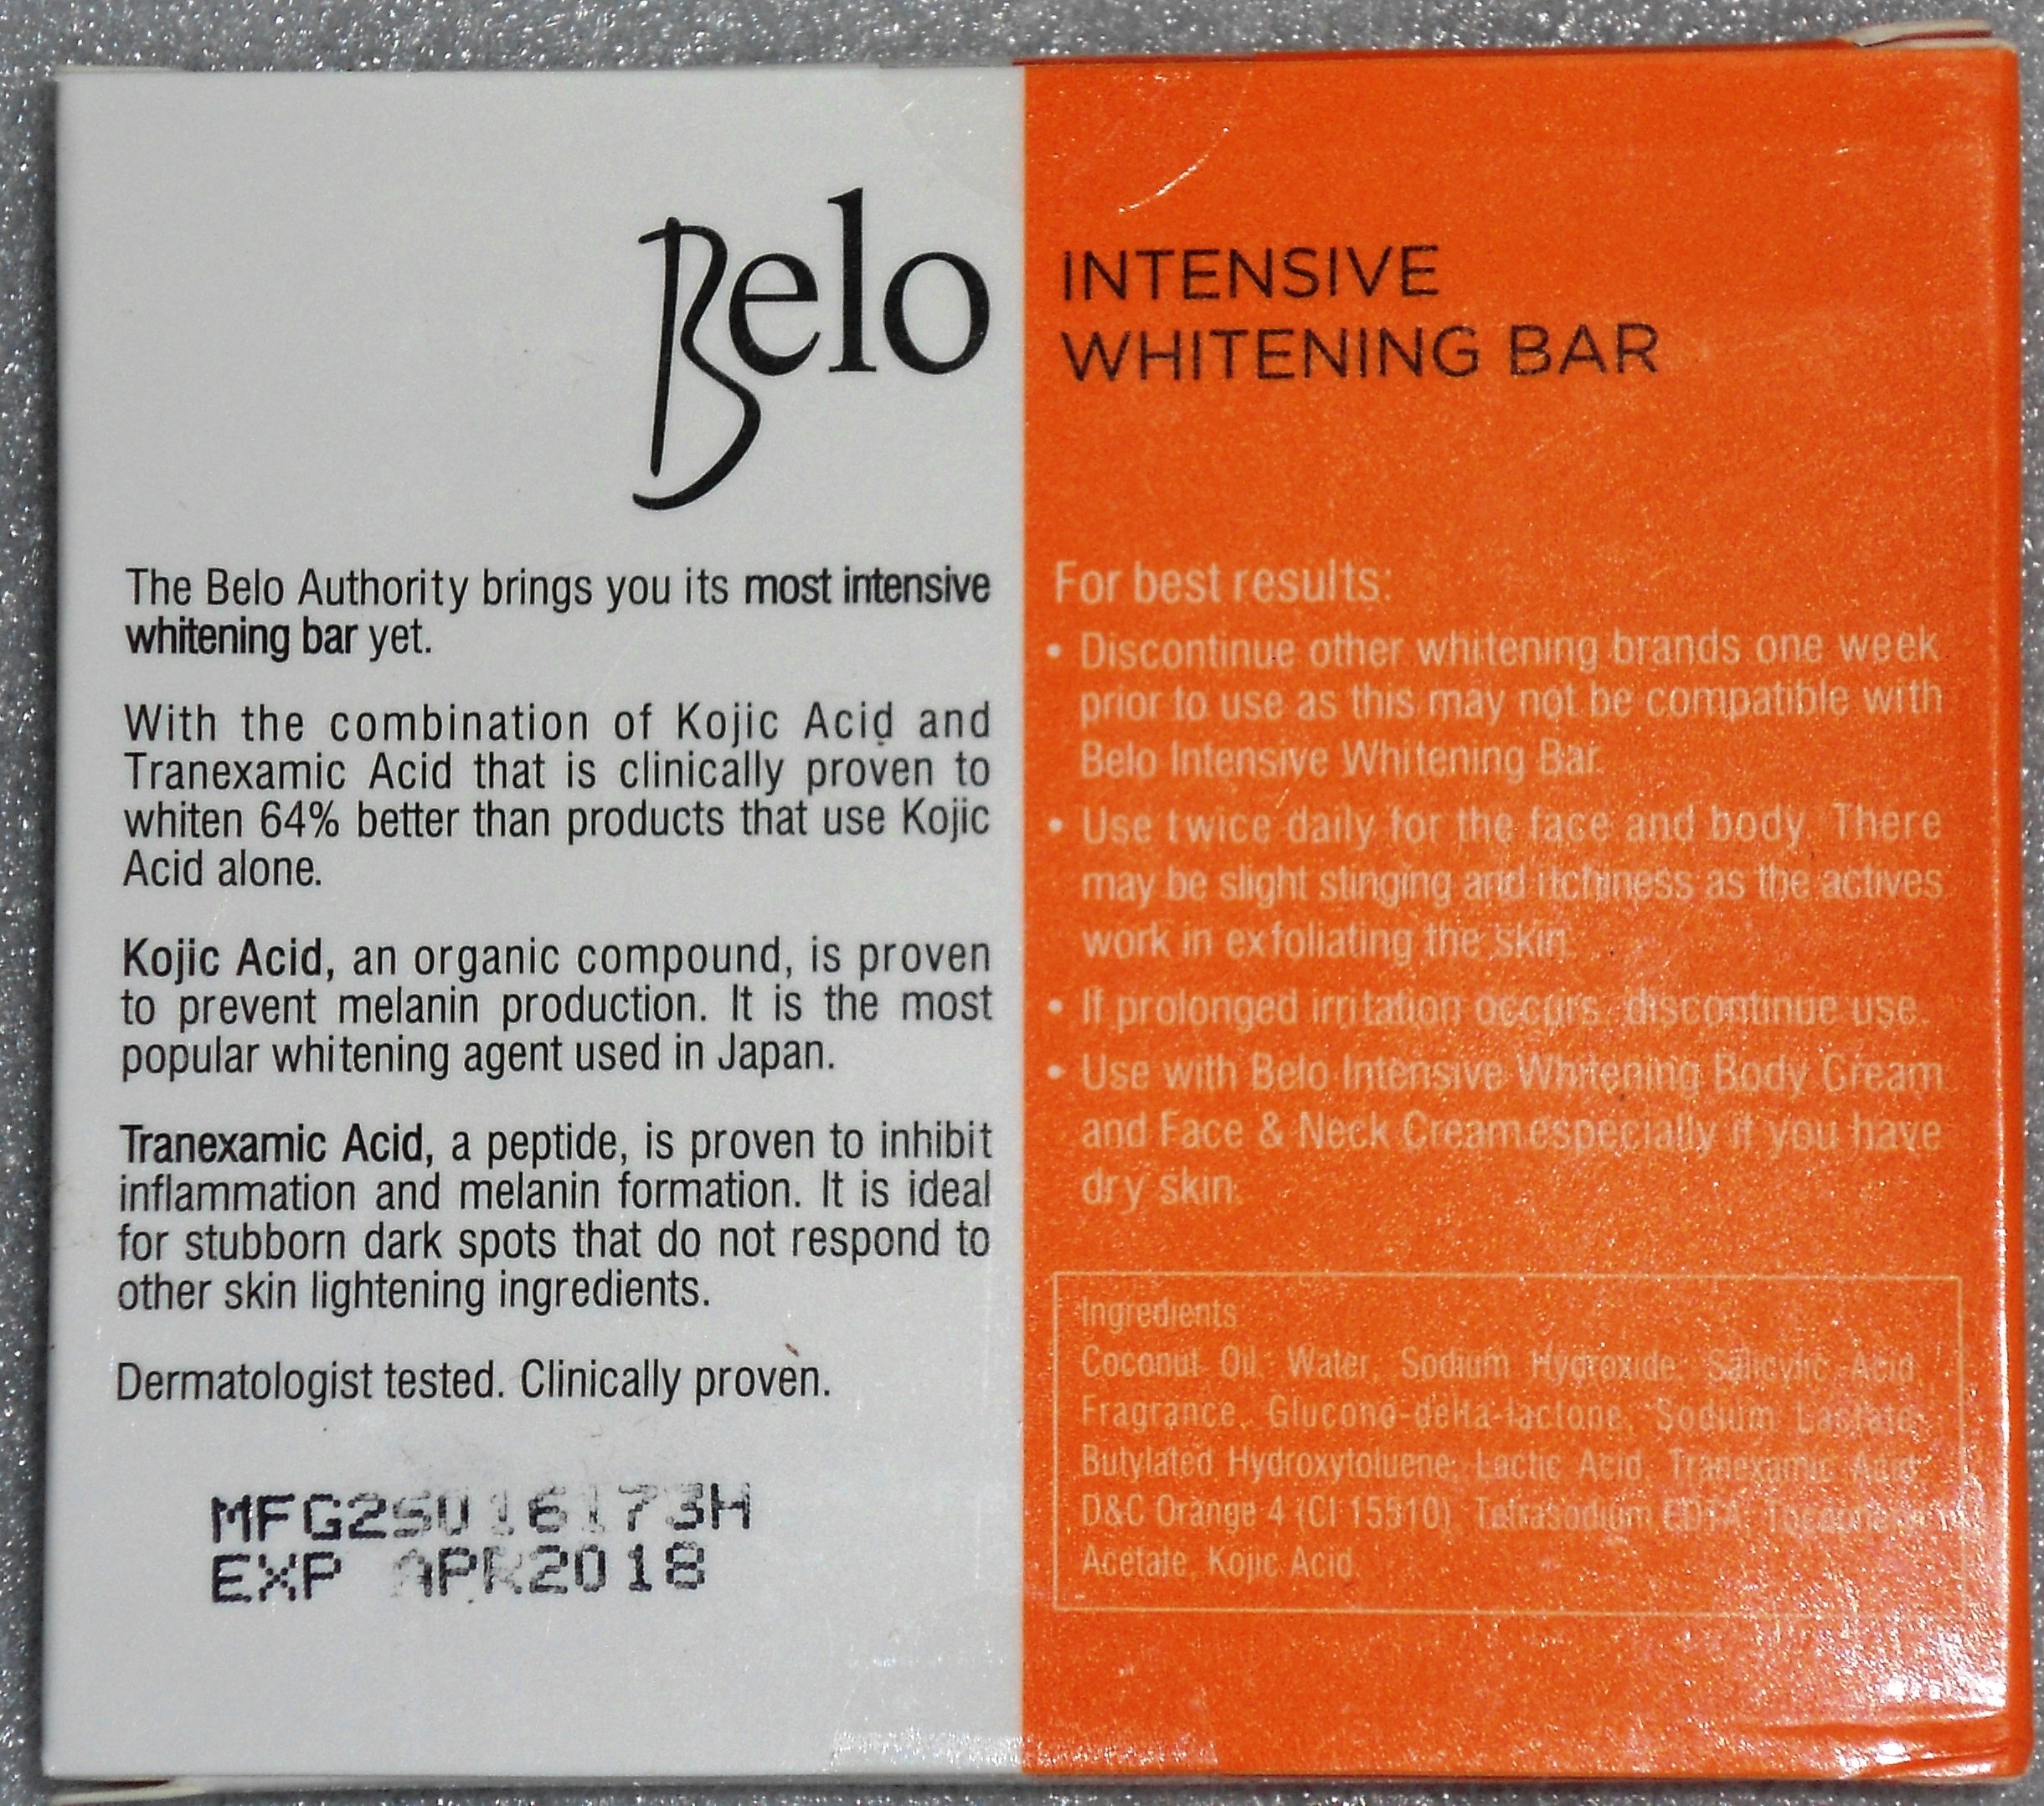 Belo
The Belo Authority brings you its most intensive
whitening bar yet.
With the combination of Kojic Acid and
Tranexamic Acid that is clinically proven to
whiten 64% better than products that use Kojic
Acid alone.
Kojic Acid, an organic compound, is proven
to prevent melanin production. It is the most
popular whitening agent used in Japan.
Tranexamic Acid, a peptide, is proven to inhibit
inflammation and melanin formation. It is ideal
for stubborn dark spots that do not respond to
other skin lightening ingredients.
Dermatologist tested. Clinically proven.
EXP APR2018
INTENSIVE
WHITENING BAR
For best results:
• Discontinue other whitening brands one week
prior to use as this may not be compatible with
Belo Intensive Whitening Bar.
• Use twice daily for the face and body. There
may be slight stinging and itchiness as the actives
work in exfoliating the skin.
• If prolonged irritation occurs, discontinue use.
• Use with Belo Intensive Whitening Body Cream
and Face & Neck Cream especially if you have
dry skin.
Ingredients
Coconut Oil, Water, Sodium Hydroxide, Salicylic Acid,
Fragrance, Glucono-delta-lactone, Sodium Lactate,
Butylated Hydroxytoluene, Lactic Acid, Tranexamic Acid,
D&C Orange 4 (CI 15510), Tetrasodium EDTA,
Acetate, Kojic Acid